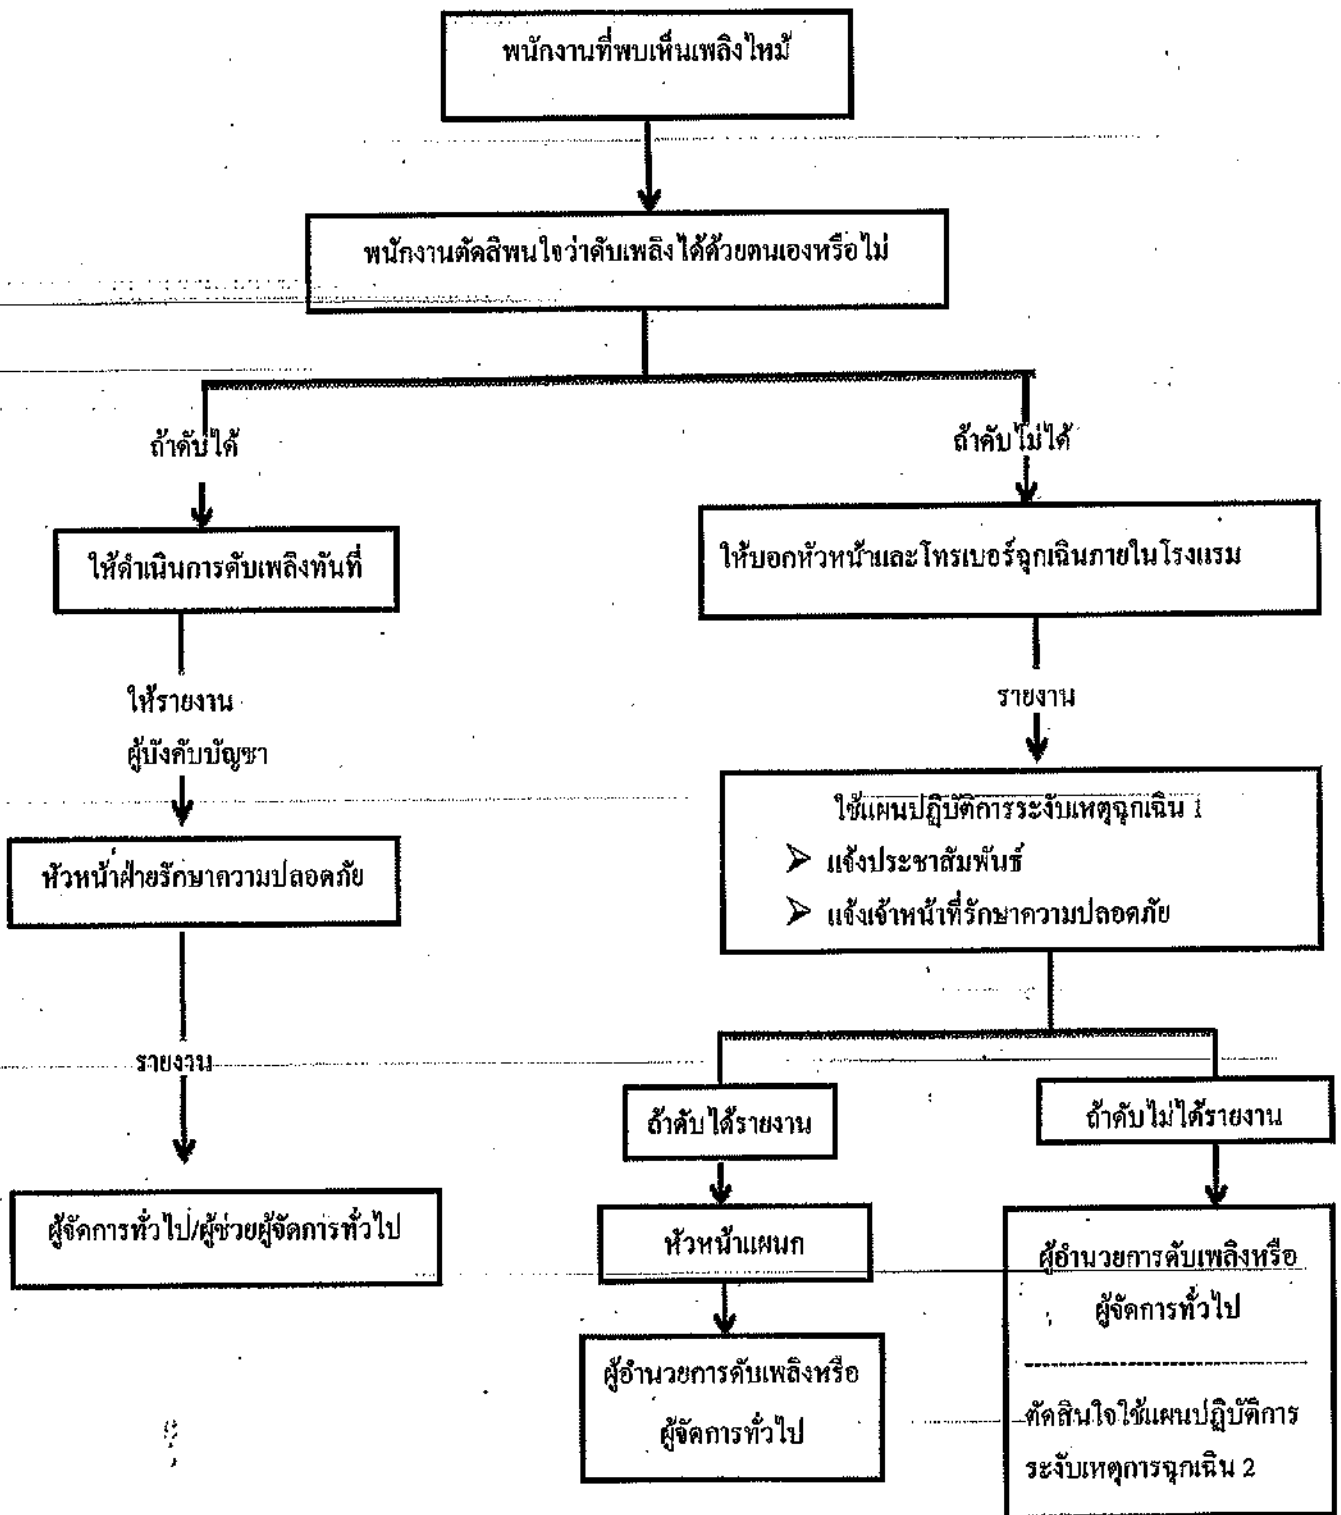 พนักงานที่พบเห็นเพลิงไหม้
พนักงานตัดสิพนใจว่าดับเพลิงได้ด้วยตนเองหรือไม่
ถ้าดับได้
ถ้าดับไม่ได้
ให้ดำเนินการดับเพลิงทันที่
ให้บอกหัวหน้าและโทรเบอร์ฉุกเฉินภายในโรงแรม
ให้รายงาน
ผู้บังคับบัญชา
รายงาน
หัวหน้าฝ่ายรักษาความปลอดภัย
ใช้แผนปฏิบัติการระงับเหตุฉุกเฉิน 1
➢ แจ้งประชาสัมพันธ์
➢ แจ้งเจ้าหน้าที่รักษาความปลอดภัย
รายงาน
ถ้าดับได้รายงาน
ถ้าดับไม่ได้รายงาน
ผู้จัดการทั่วไป/ผู้ช่วยผู้จัดการทั่วไป
หัวหน้าแผนก
ผู้อำนวยการดับเพลิงหรือ
ผู้จัดการทั่วไป
ผู้อำนวยการดับเพลิงหรือ
ผู้จัดการทั่วไป
ตัดสินใจใช้แผนปฏิบัติการ
ระงับเหตุการฉุกเฉิน 2